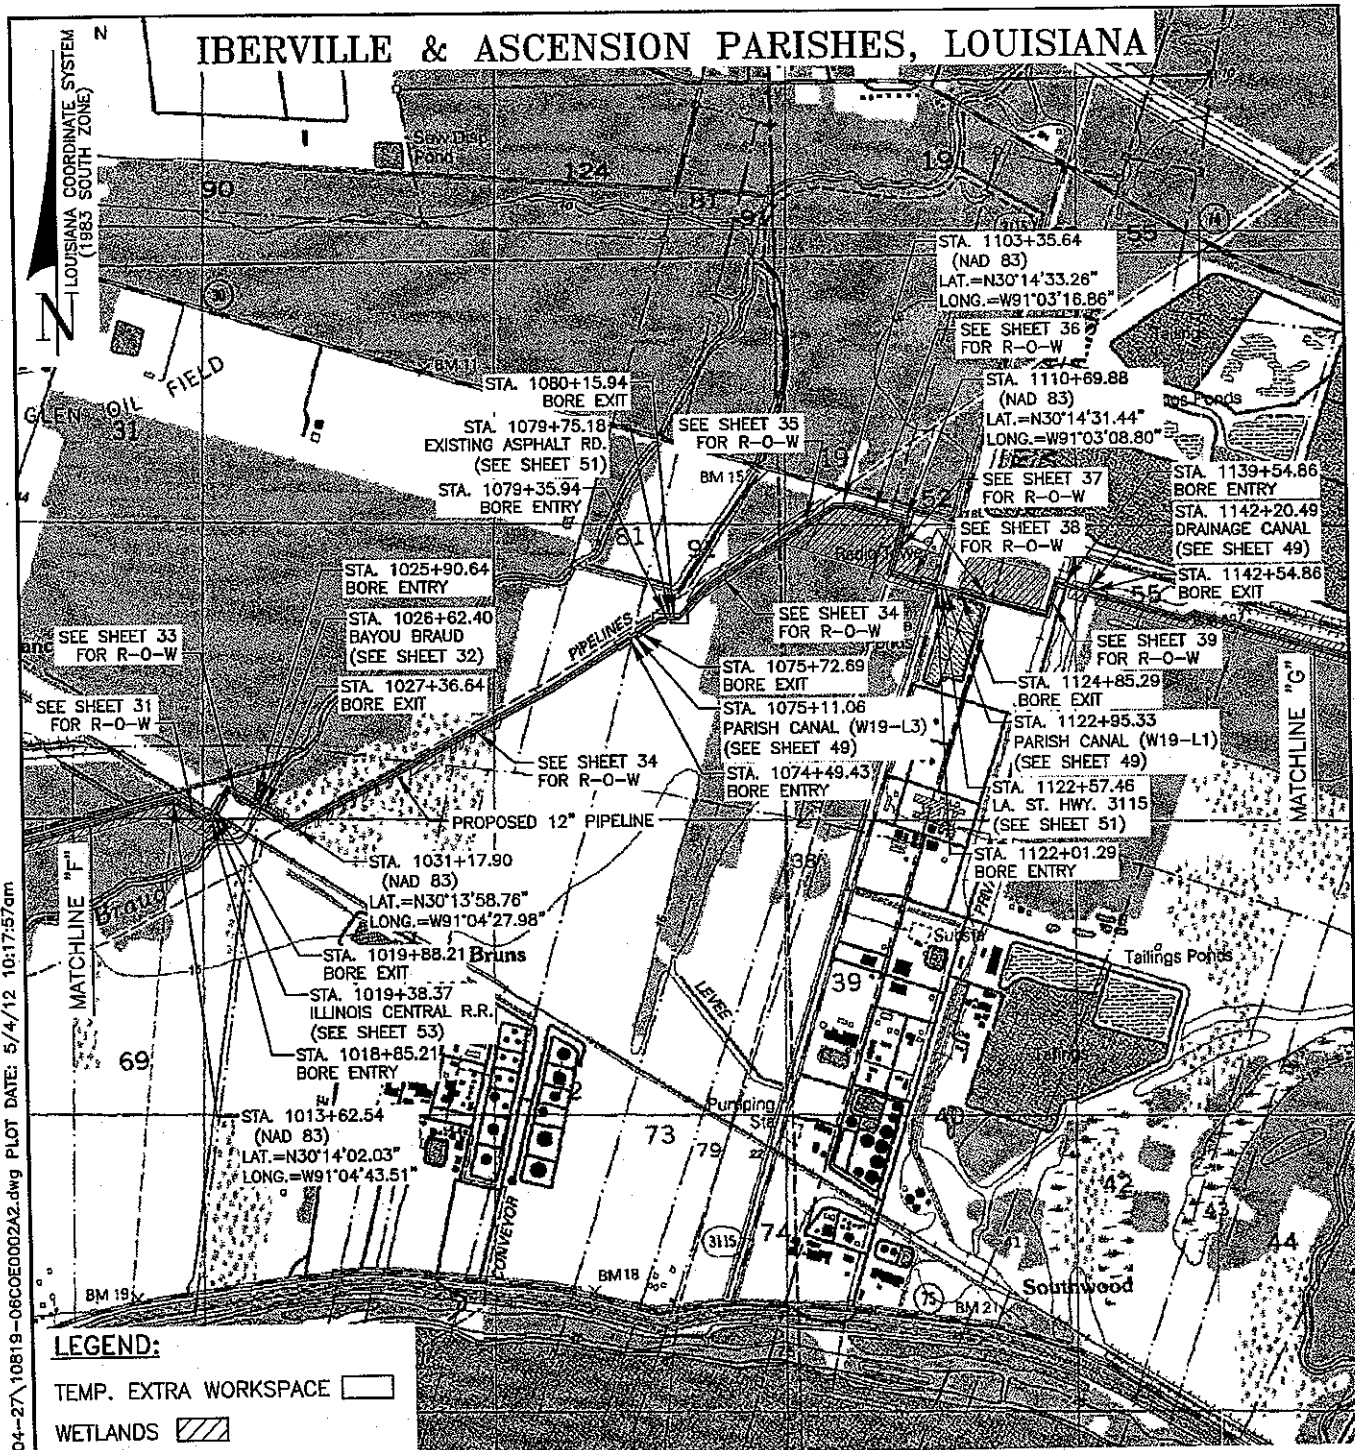 IBERVILLE & ASCENSION PARISHES, LOUISIANA
N
LOUISIANA COORDINATE SYSTEM
(1983 SOUTH ZONE)
N
90
124
81
19
30
FIELD
OIL
31
BM 11
STA. 1103+35.64
(NAD 83)
LAT.=N30°14'33.26"
LONG.=W91°03'16.86"
SEE SHEET 36
FOR R-O-W
STA. 1110+69.88
(NAD 83)
LAT.=N30°14'31.44"
LONG.=W91°03'08.80"
STA. 1080+15.94
BORE EXIT
STA. 1079+75.18
EXISTING ASPHALT RD.
(SEE SHEET 51)
STA. 1079+35.94
BORE ENTRY
SEE SHEET 35
FOR R-O-W
BM 15
19
52
SEE SHEET 37
FOR R-O-W
SEE SHEET 38
FOR R-O-W
STA. 1139+54.86
BORE ENTRY
STA. 1142+20.49
DRAINAGE CANAL
(SEE SHEET 49)
STA. 1142+54.86
BORE EXIT
55
81
STA. 1025+90.64
BORE ENTRY
STA. 1026+62.40
BAYOU BRAUD
(SEE SHEET 32)
STA. 1027+36.64
BORE EXIT
SEE SHEET 33
FOR R-O-W
SEE SHEET 31
FOR R-O-W
PIPELINES
SEE SHEET 34
FOR R-O-W
SEE SHEET 39
FOR R-O-W
STA. 1075+72.69
BORE EXIT
STA. 1075+11.06
PARISH CANAL (W19-L3)
(SEE SHEET 49)
STA. 1074+49.43
BORE ENTRY
STA. 1124+85.29
BORE EXIT
STA. 1122+95.33
PARISH CANAL (W19-L1)
(SEE SHEET 49)
STA. 1122+57.46
LA. ST. HWY. 3115
(SEE SHEET 51)
STA. 1122+01.29
BORE ENTRY
MATCHLINE "G"
SEE SHEET 34
FOR R-O-W
PROPOSED 12" PIPELINE
STA. 1031+17.90
(NAD 83)
LAT.=N30°13'58.76"
LONG.=W91°04'27.98"
38
MATCHLINE "F"
Braud
STA. 1019+88.21
BORE EXIT
Bruns
STA. 1019+38.37
ILLINOIS CENTRAL R.R.
(SEE SHEET 53)
STA. 1018+85.21
BORE ENTRY
STA. 1013+62.54
(NAD 83)
LAT.=N30°14'02.03"
LONG.=W91°04'43.51"
69
LEVEE
39
Substa
Tailings Ponds
Tailings
Pumping
Sta
73
79
22
40
42
43
44
41
74
3115
CONVEYOR
BM 19
BM 18
75
BM 21
Southwood
04-27\10819-06C0E0002A2.dwg PLOT DATE: 5/4/12 10:17:57am
LEGEND:
TEMP. EXTRA WORKSPACE
WETLANDS